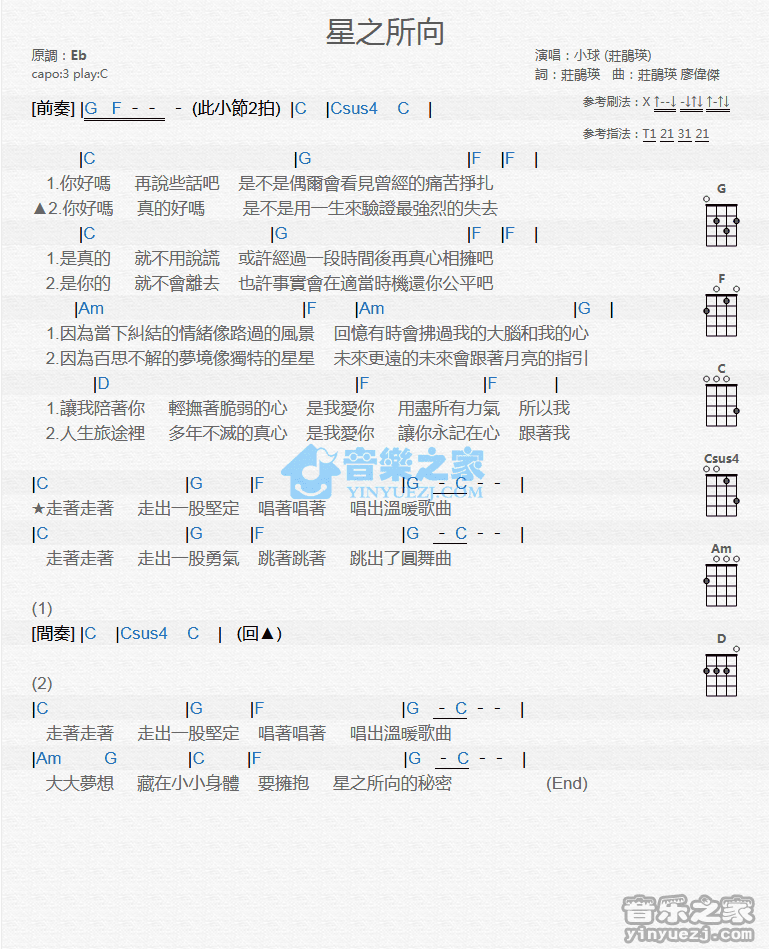 星之所向
原調：Eb
capo:3 play:C
演唱：小球 (莊鵑瑛)
詞：莊鵑瑛 曲：莊鵑瑛 廖偉傑
参考刷法：X ↑--↓ -↓↑↓ ↑-↑↓
参考指法：T1 21 31 21
[前奏] |G F - - - (此小節2拍) |C |Csus4 C |
|C |G |F |F |
1.你好嗎 再說些話吧 是不是偶爾會看見曾經的痛苦掙扎
▲2.你好嗎 真的好嗎 是不是用一生來驗證最強烈的失去
|C |G |F |F |
1.是真的 就不用說謊 或許經過一段時間後再真心相擁吧
2.是你的 就不會離去 也許事實會在適當時機還你公平吧
|Am |F |Am |G |
1.因為當下糾結的情緒像路過的風景 回憶有時會拂過我的大腦和我的心
2.因為百思不解的夢境像獨特的星星 未來更遠的未來會跟著月亮的指引
|D |F |F |
1.讓我陪著你 輕撫著脆弱的心 是我愛你 用盡所有力氣 所以我
2.人生旅途裡 多年不滅的真心 是我愛你 讓你永記在心 跟著我
|C |G |F |G - C - - |
★走著走著 走出一股堅定 唱著唱著 唱出溫暖歌曲
|C |G |F |G - C - - |
走著走著 走出一股勇氣 跳著跳著 跳出了圓舞曲
(1)
[間奏] |C |Csus4 C | (回▲)
(2)
|C |G |F |G - C - - |
走著走著 走出一股堅定 唱著唱著 唱出溫暖歌曲
|Am G |C |F |G - C - - |
大大夢想 藏在小小身體 要擁抱 星之所向的秘密 (End)
G
F
C
Csus4
Am
D
音樂之家
YINYUEZJ.COM
音乐之家
yinyuezj.com